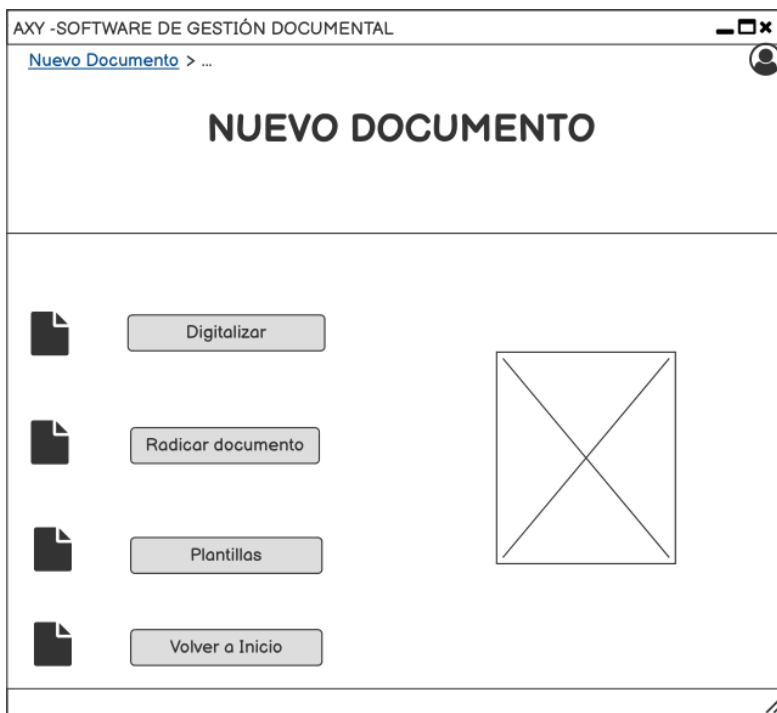 AXY -SOFTWARE DE GESTIÓN DOCUMENTAL
Nuevo Documento > ...
NUEVO DOCUMENTO
Digitalizar
Radicar documento
Plantillas
Volver a Inicio